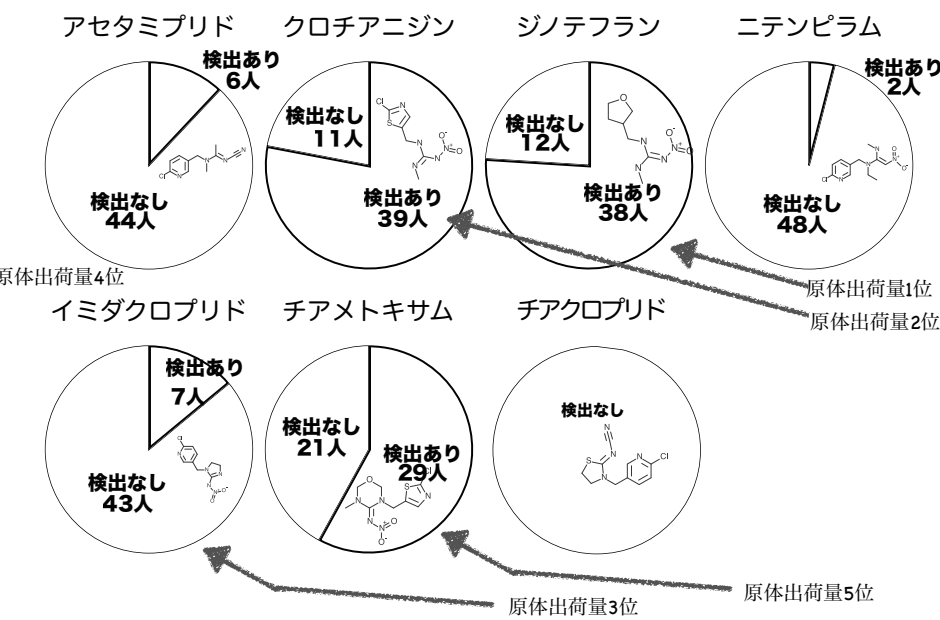 アセタミプリド
クロチアニジン
ジノテフラン
ニテンピラム
検出あり
6人
検出なし
44人
検出なし
11人
検出あり
39人
検出なし
12人
検出あり
38人
検出あり
2人
検出なし
48人
原体出荷量4位
原体出荷量1位
原体出荷量2位
イミダクロプリド
チアメトキサム
チアクロプリド
検出あり
7人
検出なし
43人
検出なし
21人
検出あり
29人
検出なし
原体出荷量3位
原体出荷量5位